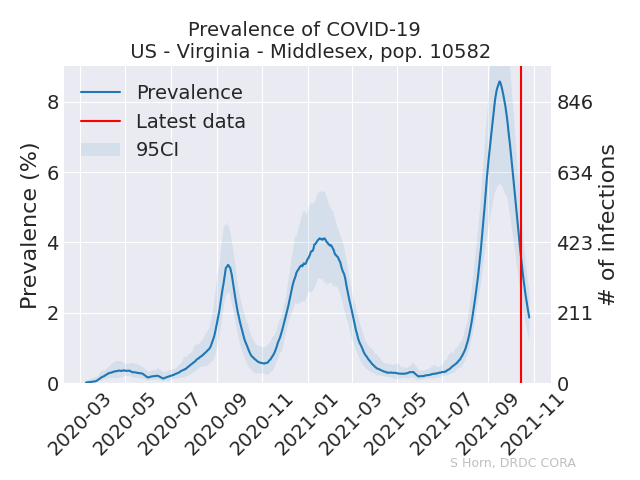 Prevalence of COVID-19
US - Virginia - Middlesex, pop. 10582
Prevalence
Latest data
95CI
Prevalence (%)
8
6
4
2
0
# of infections
846
634
423
211
0
2020-03
2020-05
2020-07
2020-09
2020-11
2021-01
2021-03
2021-05
2021-07
2021-09
2021-11
S Horn, DRDC CORA